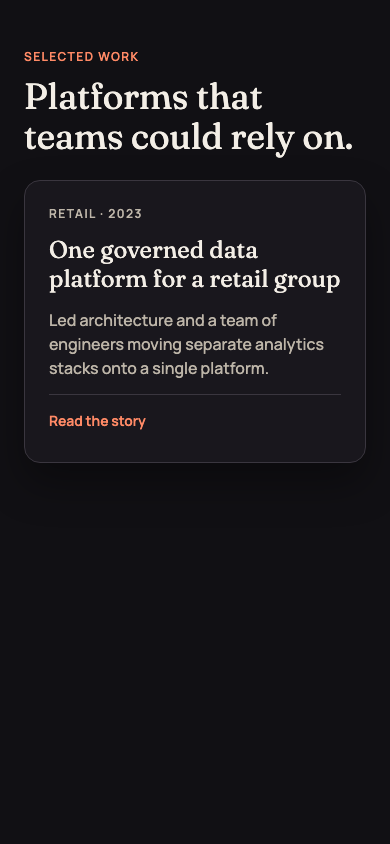 SELECTED WORK
Platforms that
teams could rely on.
RETAIL · 2023
One governed data
platform for a retail group
Led architecture and a team of
engineers moving separate analytics
stacks onto a single platform.
Read the story